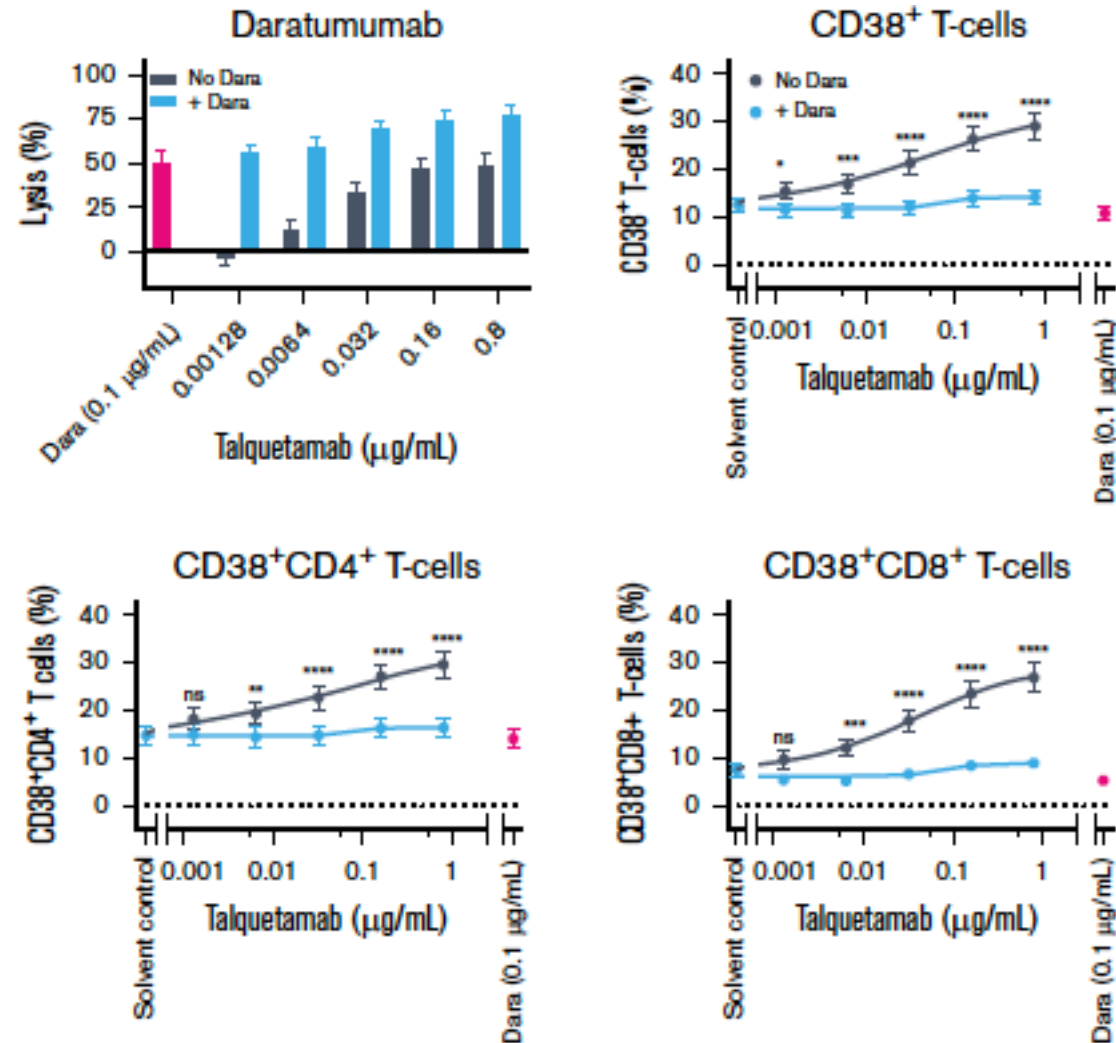 Daratumumab
No Dara
+ Dara
Lysis (%)
100
75
50
25
0
Dara (0.1 μg/mL)
0.00128
0.0064
0.032
0.16
0.8
Talquetamab (μg/mL)
CD38+ T-cells
No Dara
+ Dara
CD38+ T-cells (%)
40
30
20
10
0
*
***
****
****
****
Solvent control
0.001
0.01
0.1
1
Dara (0.1 μg/mL)
Talquetamab (μg/mL)
CD38+CD4+ T-cells
CD38+CD4+ T cells (%)
40
30
20
10
0
ns
**
****
****
****
Solvent control
0.001
0.01
0.1
1
Dara (0.1 μg/mL)
Talquetamab (μg/mL)
CD38+CD8+ T-cells
CD38+CD8+ T-cells (%)
40
30
20
10
0
ns
***
****
****
****
Solvent control
0.001
0.01
0.1
1
Dara (0.1 μg/mL)
Talquetamab (μg/mL)